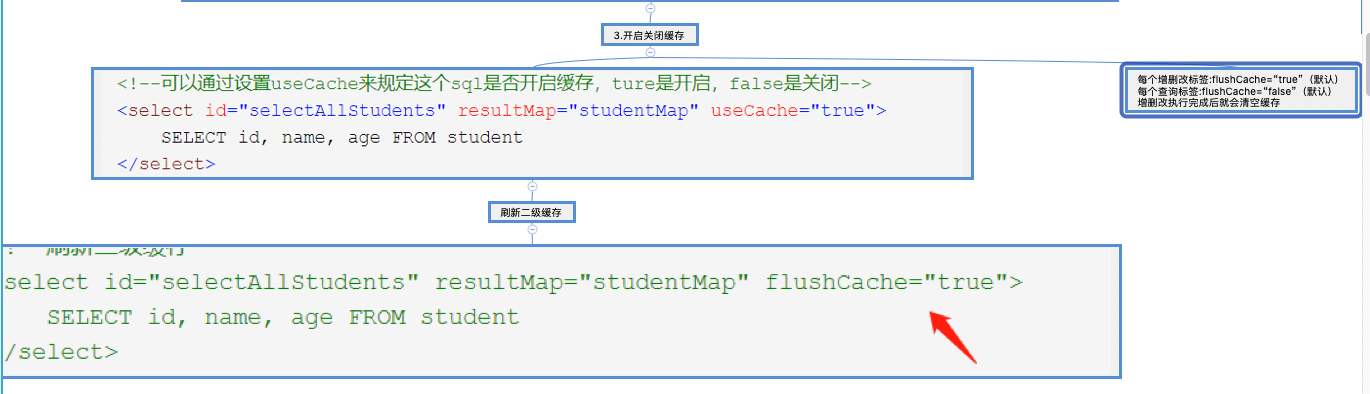 3.开启关闭缓存
<!--可以通过设置useCache来规定这个sql是否开启缓存，ture是开启，false是关闭-->
<select id="selectAllStudents" resultMap="studentMap" useCache="true">
SELECT id, name, age FROM student
</select>
每个增删改标签:flushCache=“true”（默认）
每个查询标签:flushCache=“false”（默认）
增删改执行完成后就会清空缓存
刷新二级缓存
刷新二级缓存
select id="selectAllStudents" resultMap="studentMap" flushCache="true">
SELECT id, name, age FROM student
/select>